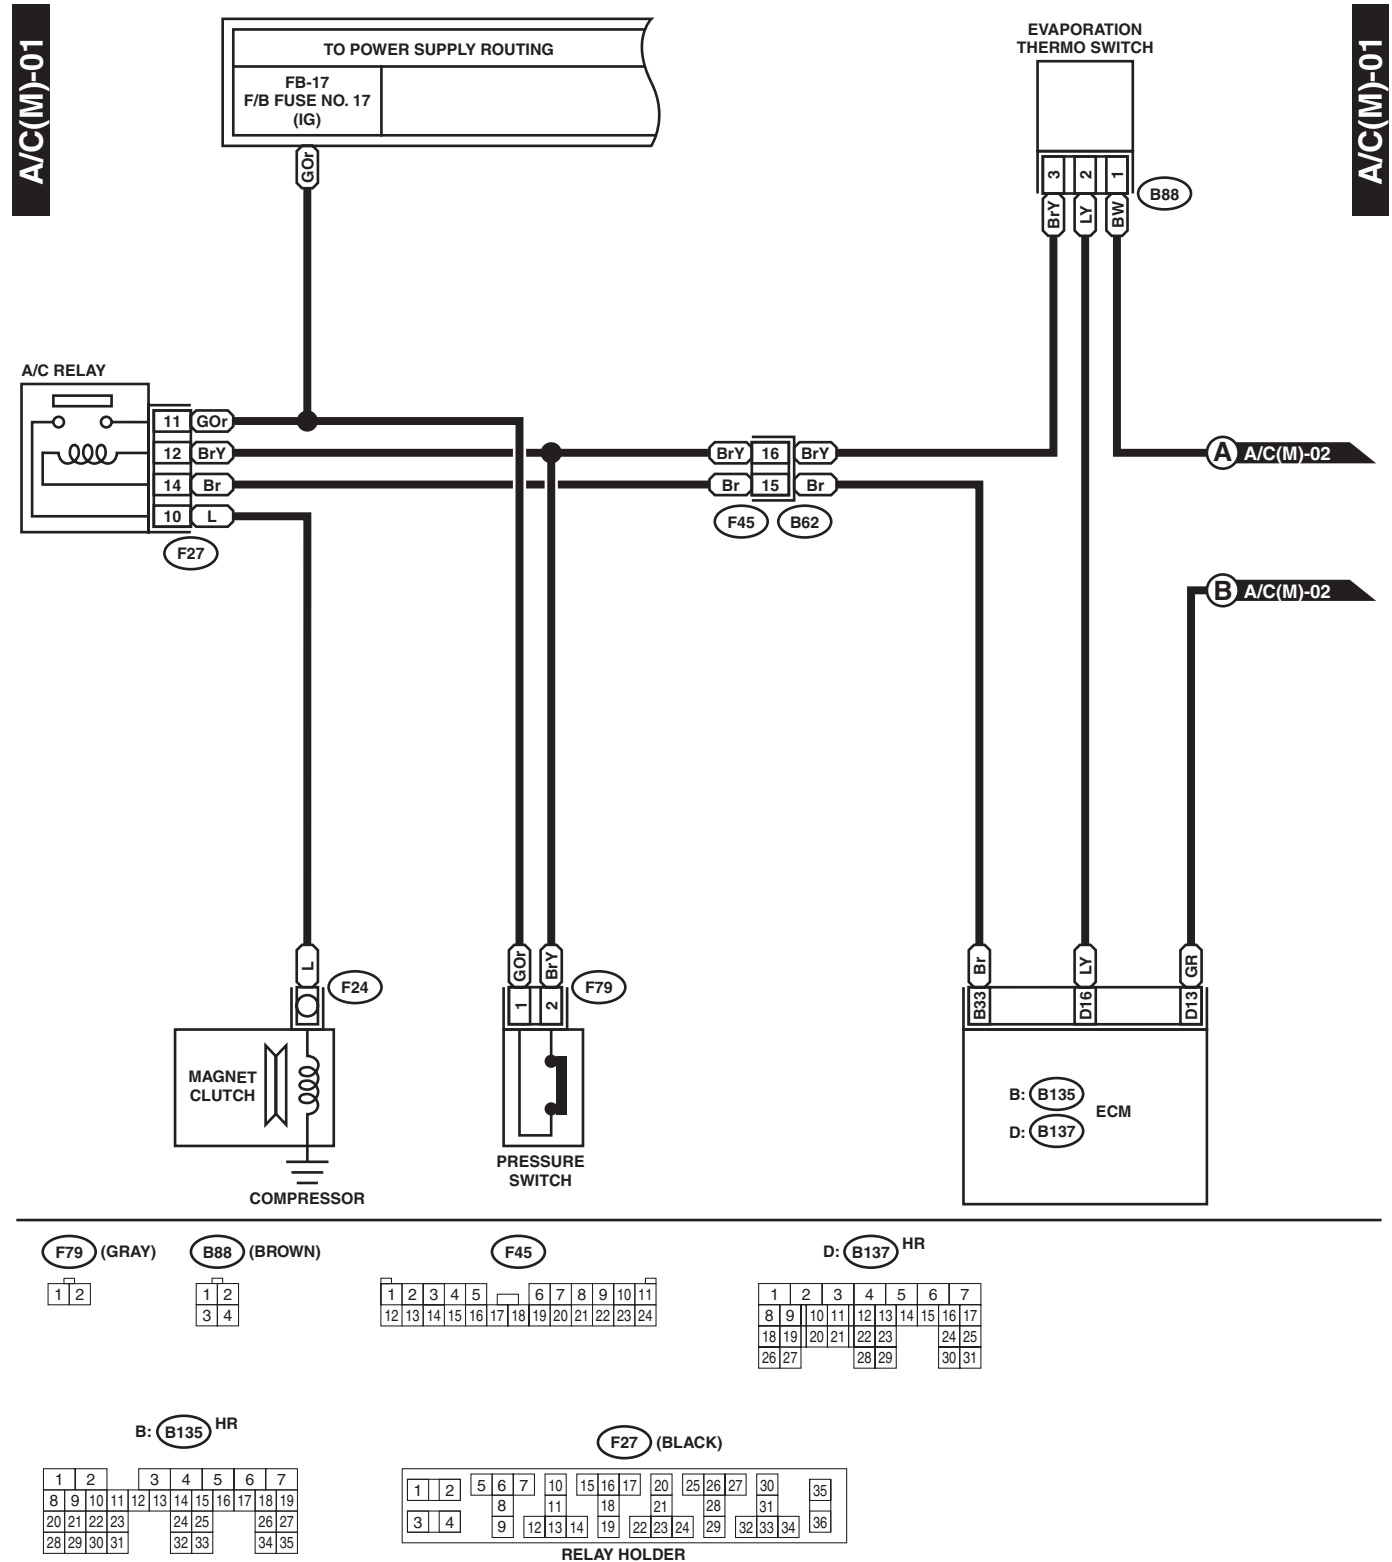 A/C(M)-01
A/C(M)-01
TO POWER SUPPLY ROUTING
FB-17
F/B FUSE NO. 17
(IG)
GOr
EVAPORATION
THERMO SWITCH
3 2 1
B88
BrY LY BW
A/C RELAY
11 GOr
12 BrY BrY 16 BrY
14 Br Br 15 Br
10 L
F27
F45 B62
A A/C(M)-02
B A/C(M)-02
L
F24
GOr BrY
1 2
F79
Br LY GR
B33 D16 D13
MAGNET
CLUTCH
COMPRESSOR
PRESSURE
SWITCH
B: B135
ECM
D: B137
F79 (GRAY)
1 2
B88 (BROWN)
1 2
3 4
F45
1 2 3 4 5 6 7 8 9 10 11
12 13 14 15 16 17 18 19 20 21 22 23 24
D: B137 HR
1 2 3 4 5 6 7
8 9 10 11 12 13 14 15 16 17
18 19 20 21 22 23 24 25
26 27 28 29 30 31
B: B135 HR
1 2 3 4 5 6 7
8 9 10 11 12 13 14 15 16 17 18 19
20 21 22 23 24 25 26 27
28 29 30 31 32 33 34 35
F27 (BLACK)
1 2 5 6 7 10 15 16 17 20 25 26 27 30 35
8 11 18 21 28 31
3 4 9 12 13 14 19 22 23 24 29 32 33 34 36
RELAY HOLDER